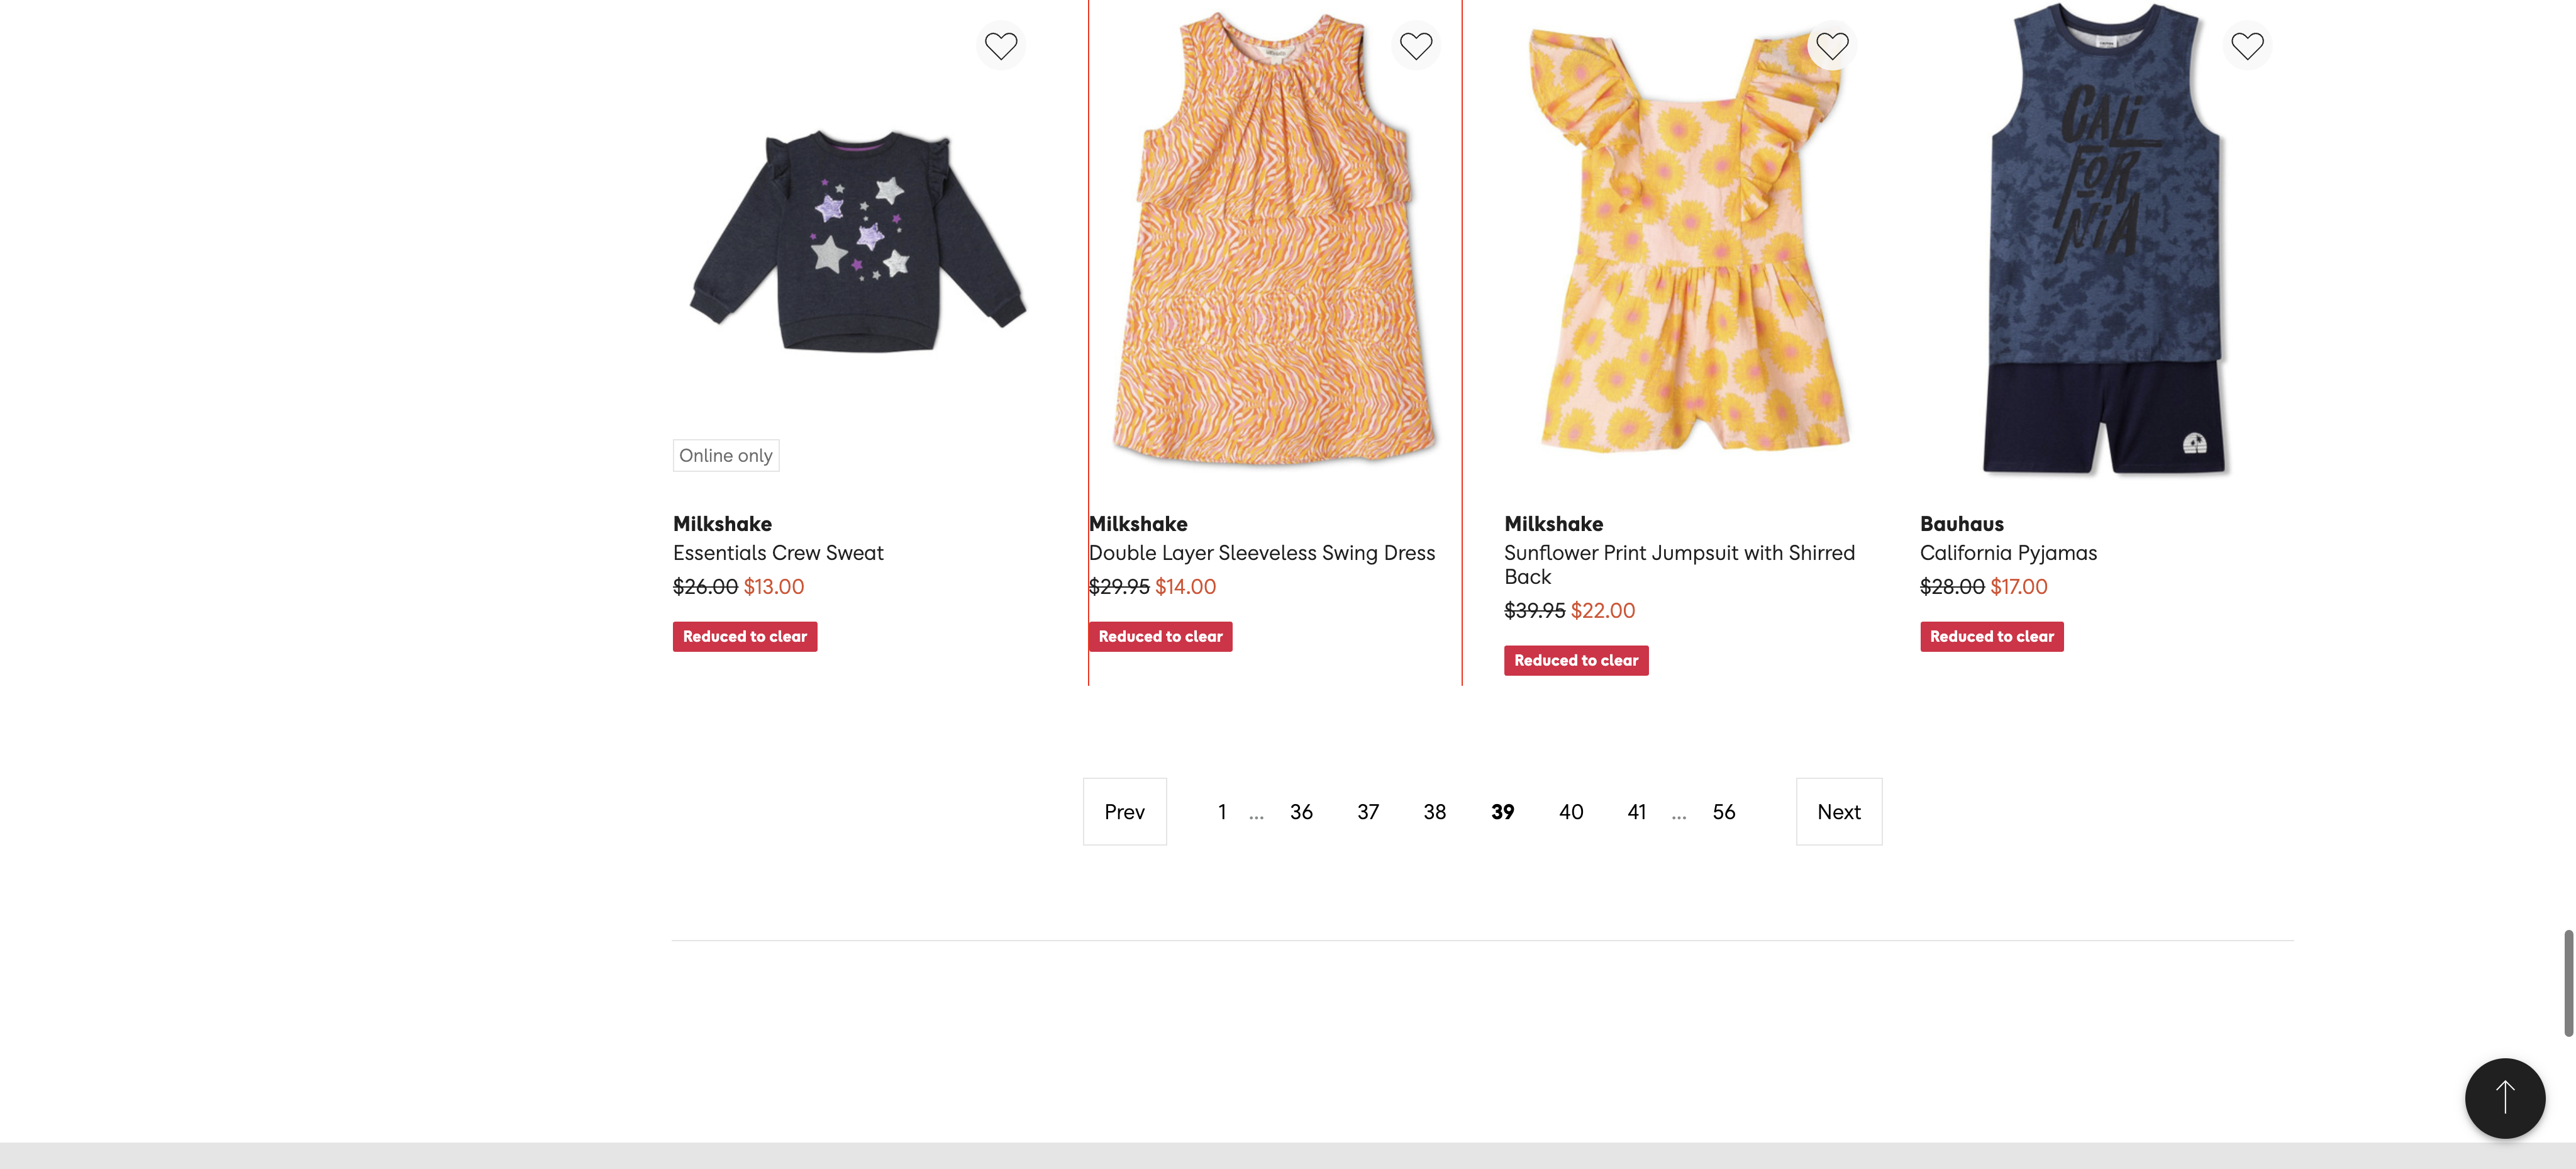 CALI
FOR
NIA
Online only
Milkshake
Essentials Crew Sweat
$26.00 $13.00
Reduced to clear
Milkshake
Double Layer Sleeveless Swing Dress
$29.95 $14.00
Reduced to clear
Milkshake
Sunflower Print Jumpsuit with Shirred
Back
$39.95 $22.00
Reduced to clear
Bauhaus
California Pyjamas
$28.00 $17.00
Reduced to clear
Prev 1 ... 36 37 38 39 40 41 ... 56 Next